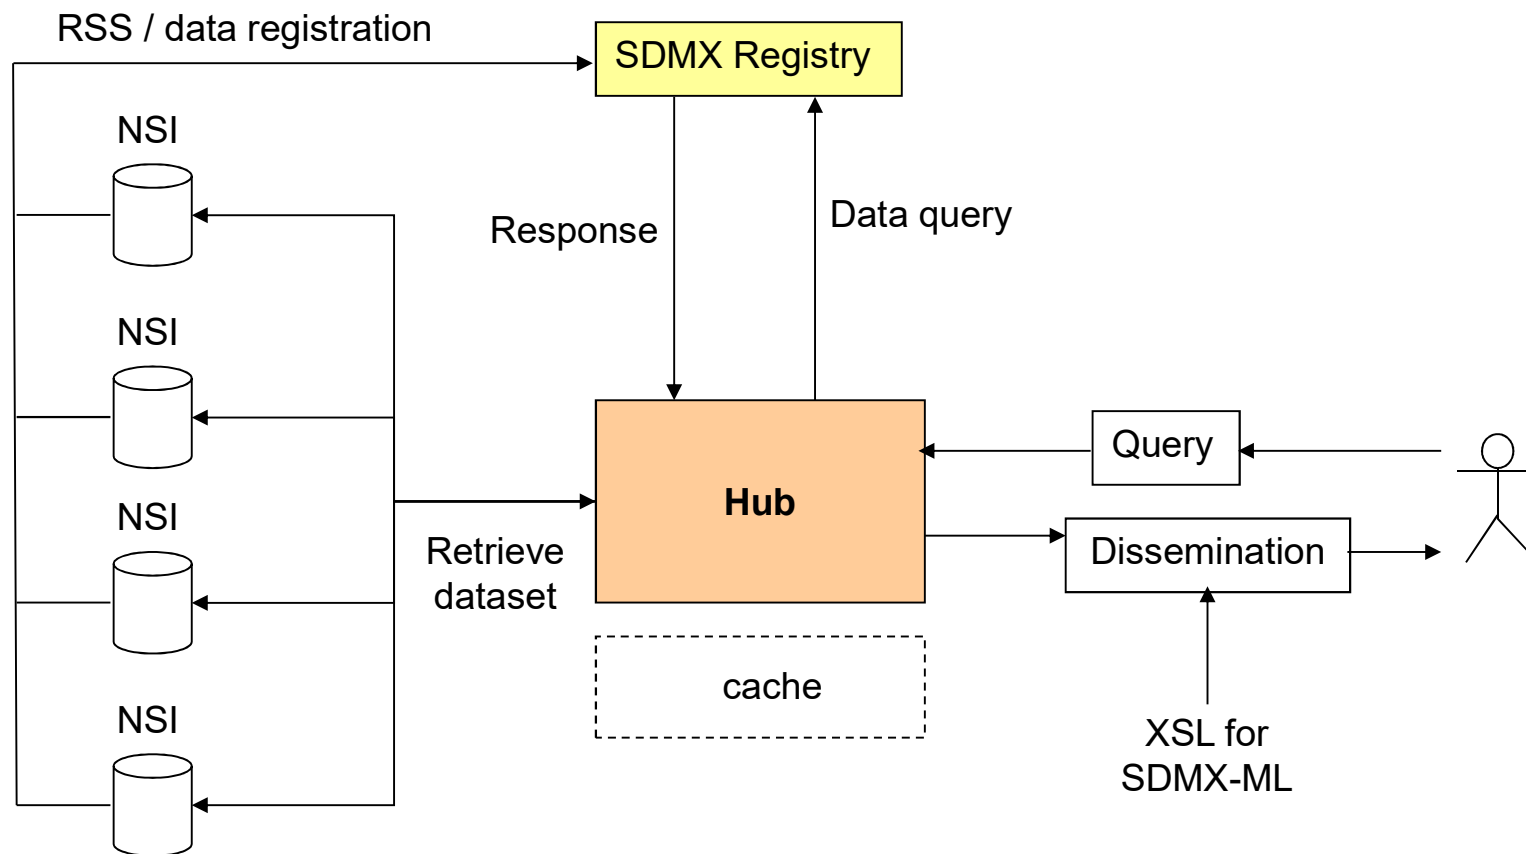 RSS / data registration
SDMX Registry
NSI
Response
Data query
NSI
Query
Hub
NSI
Retrieve
dataset
Dissemination
cache
NSI
XSL for
SDMX-ML